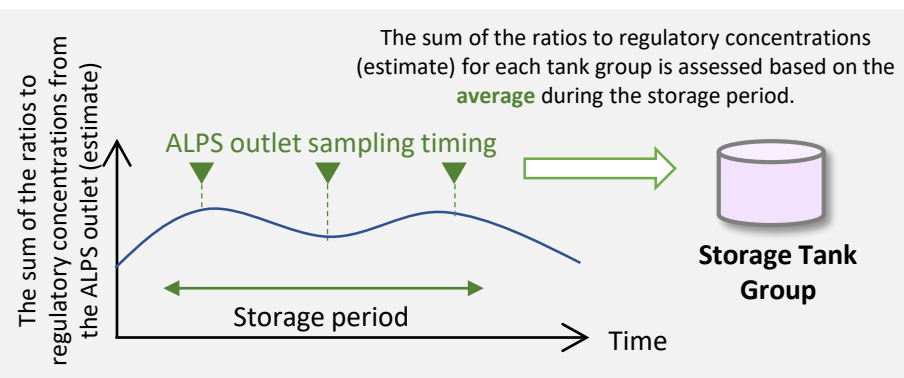 The sum of the ratios to
regulatory concentrations from
the ALPS outlet (estimate)
The sum of the ratios to regulatory concentrations
(estimate) for each tank group is assessed based on the
average during the storage period.
ALPS outlet sampling timing
Storage period
Time
Storage Tank
Group